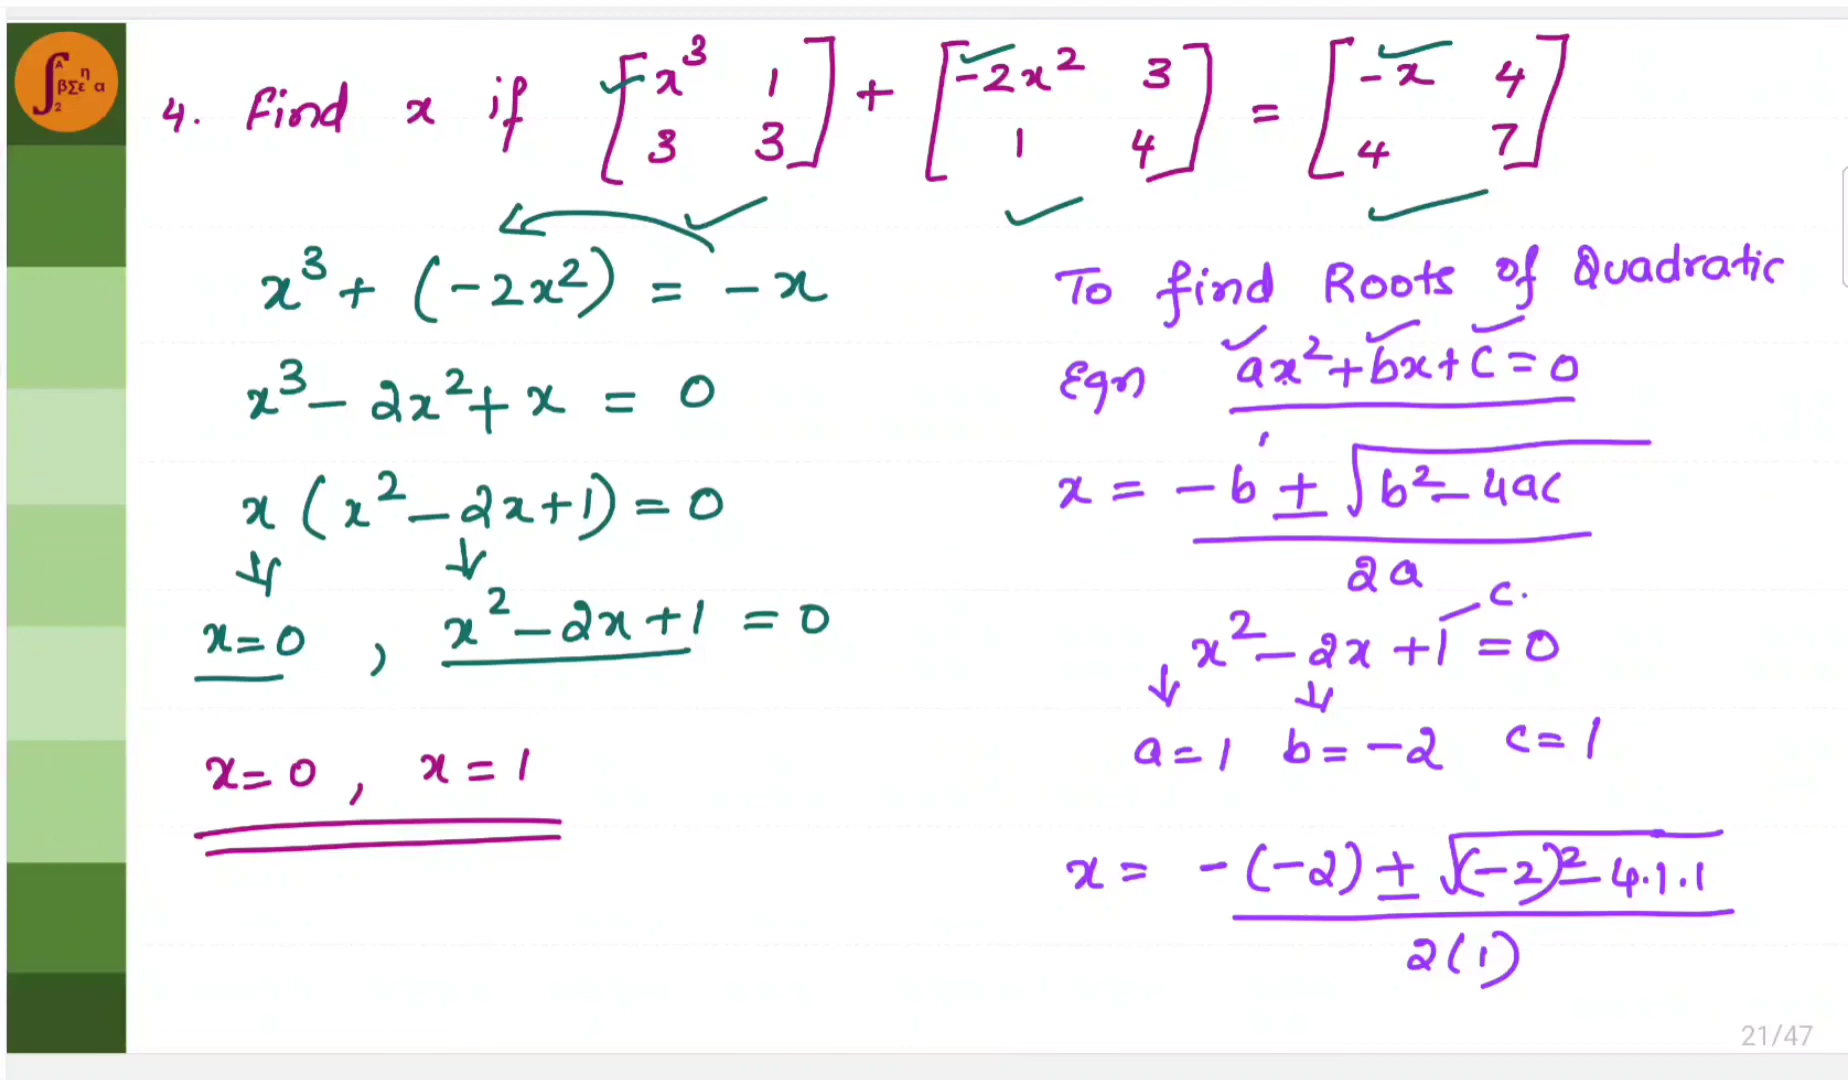 4. Find x if [x³ 1 3 3] + [-2x² 3 1 4] = [-x 4 4 7]
x³ + (-2x²) = -x
x³ - 2x² + x = 0
x (x² - 2x + 1) = 0
x = 0 , x² - 2x + 1 = 0
x = 0 , x = 1
To find Roots of Quadratic
Eqn ax² + bx + c = 0
x = -b ± √b² - 4ac
2a
c.
x² - 2x + 1 = 0
a = 1 b = -2 c = 1
x = -(-2) ± √(-2)² - 4.1.1
2(1)
21/47